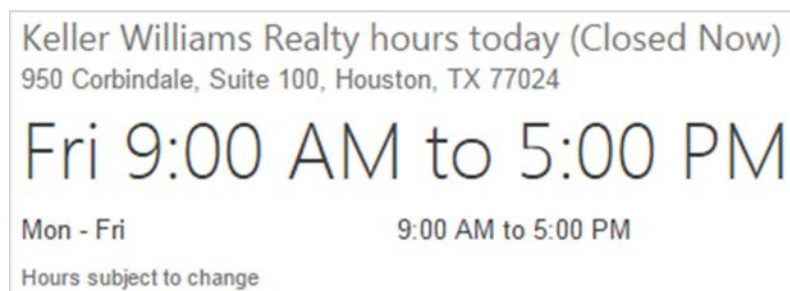 Keller Williams Realty hours today (Closed Now)
950 Corbindale, Suite 100, Houston, TX 77024
Fri 9:00 AM to 5:00 PM
Mon - Fri 9:00 AM to 5:00 PM
Hours subject to change